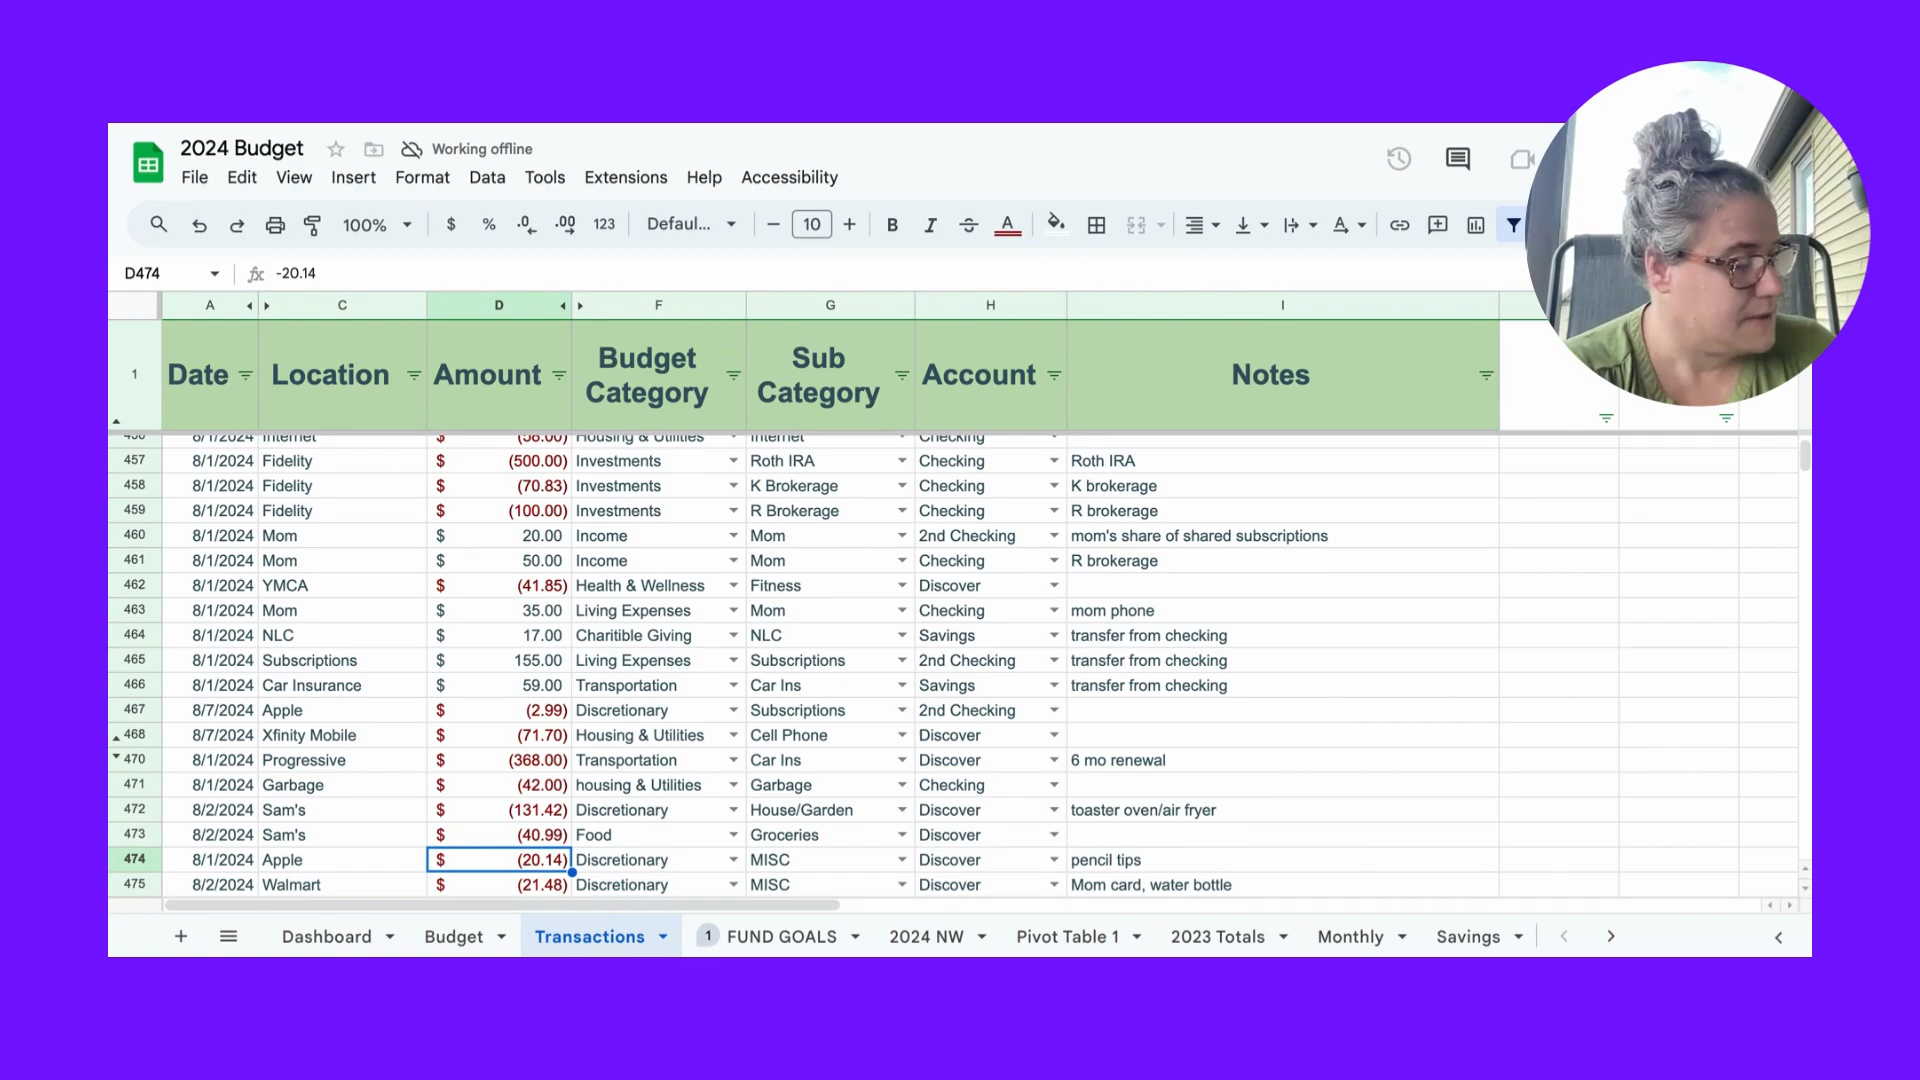 2024 Budget Working offline
File Edit View Insert Format Data Tools Extensions Help Accessibility
100% $ % .0 .00 123 Defaul... 10 B I S A A
D474 fx -20.14
A C D F G H I
1 Date Location Amount Budget Category Sub Category Account Notes
456 8/1/2024 Internet $ (58.00) Housing & Utilities Internet Checking
457 8/1/2024 Fidelity $ (500.00) Investments Roth IRA Checking Roth IRA
458 8/1/2024 Fidelity $ (70.83) Investments K Brokerage Checking K brokerage
459 8/1/2024 Fidelity $ (100.00) Investments R Brokerage Checking R brokerage
460 8/1/2024 Mom $ 20.00 Income Mom 2nd Checking mom's share of shared subscriptions
461 8/1/2024 Mom $ 50.00 Income Mom Checking R brokerage
462 8/1/2024 YMCA $ (41.85) Health & Wellness Fitness Discover
463 8/1/2024 Mom $ 35.00 Living Expenses Mom Checking mom phone
464 8/1/2024 NLC $ 17.00 Charitible Giving NLC Savings transfer from checking
465 8/1/2024 Subscriptions $ 155.00 Living Expenses Subscriptions 2nd Checking transfer from checking
466 8/1/2024 Car Insurance $ 59.00 Transportation Car Ins Savings transfer from checking
467 8/7/2024 Apple $ (2.99) Discretionary Subscriptions 2nd Checking
468 8/7/2024 Xfinity Mobile $ (71.70) Housing & Utilities Cell Phone Discover
470 8/1/2024 Progressive $ (368.00) Transportation Car Ins Discover 6 mo renewal
471 8/1/2024 Garbage $ (42.00) housing & Utilities Garbage Checking
472 8/2/2024 Sam's $ (131.42) Discretionary House/Garden Discover toaster oven/air fryer
473 8/2/2024 Sam's $ (40.99) Food Groceries Discover
474 8/1/2024 Apple $ (20.14) Discretionary MISC Discover pencil tips
475 8/2/2024 Walmart $ (21.48) Discretionary MISC Discover Mom card, water bottle
Dashboard Budget Transactions 1 FUND GOALS 2024 NW Pivot Table 1 2023 Totals Monthly Savings